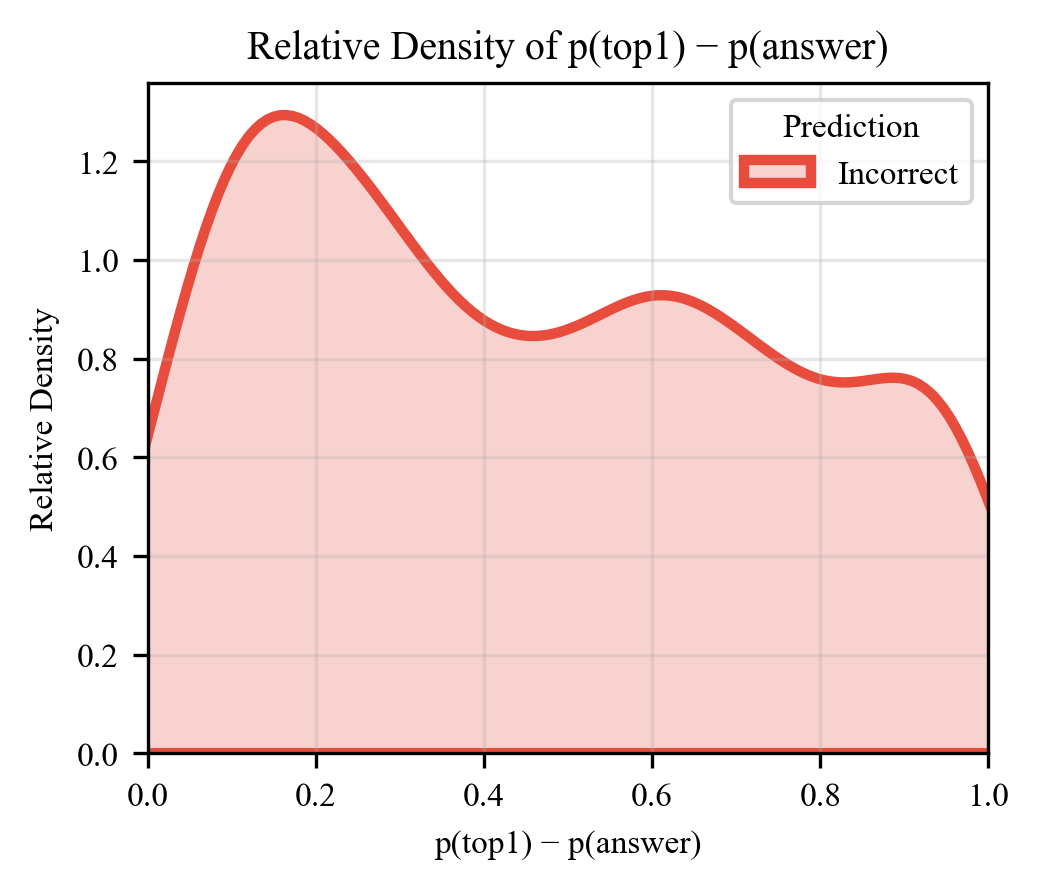 Relative Density of p(top1) − p(answer)
Prediction
Incorrect
Relative Density
1.2
1.0
0.8
0.6
0.4
0.2
0.0
0.0 0.2 0.4 0.6 0.8 1.0
p(top1) − p(answer)